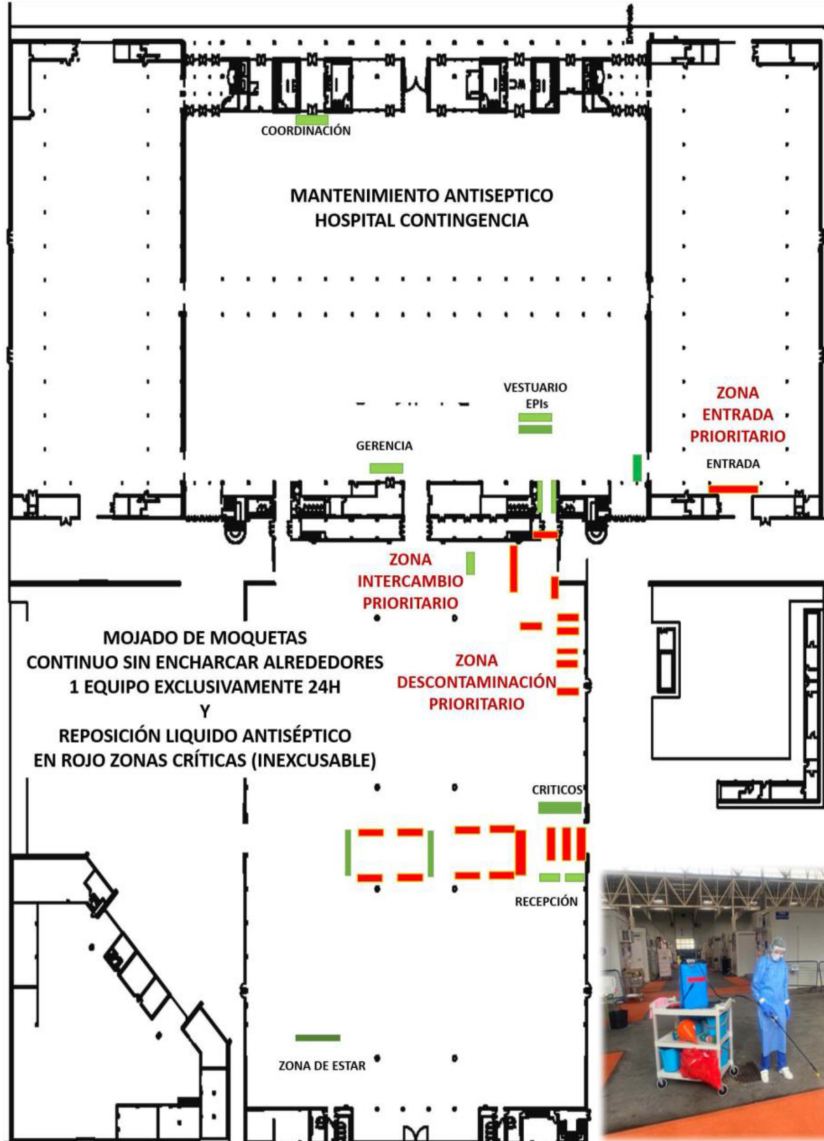 Entrada
WC
COORDINACIÓN
MANTENIMIENTO ANTISEPTICO
HOSPITAL CONTINGENCIA
VESTUARIO
EPIs
ZONA
ENTRADA
PRIORITARIO
GERENCIA
ENTRADA
ZONA
INTERCAMBIO
PRIORITARIO
MOJADO DE MOQUETAS
CONTINUO SIN ENCHARCAR ALREDEDORES
1 EQUIPO EXCLUSIVAMENTE 24H
Y
REPOSICIÓN LIQUIDO ANTISÉPTICO
EN ROJO ZONAS CRÍTICAS (INEXCUSABLE)
ZONA
DESCONTAMINACIÓN
PRIORITARIO
CRITICOS
RECEPCIÓN
ZONA DE ESTAR